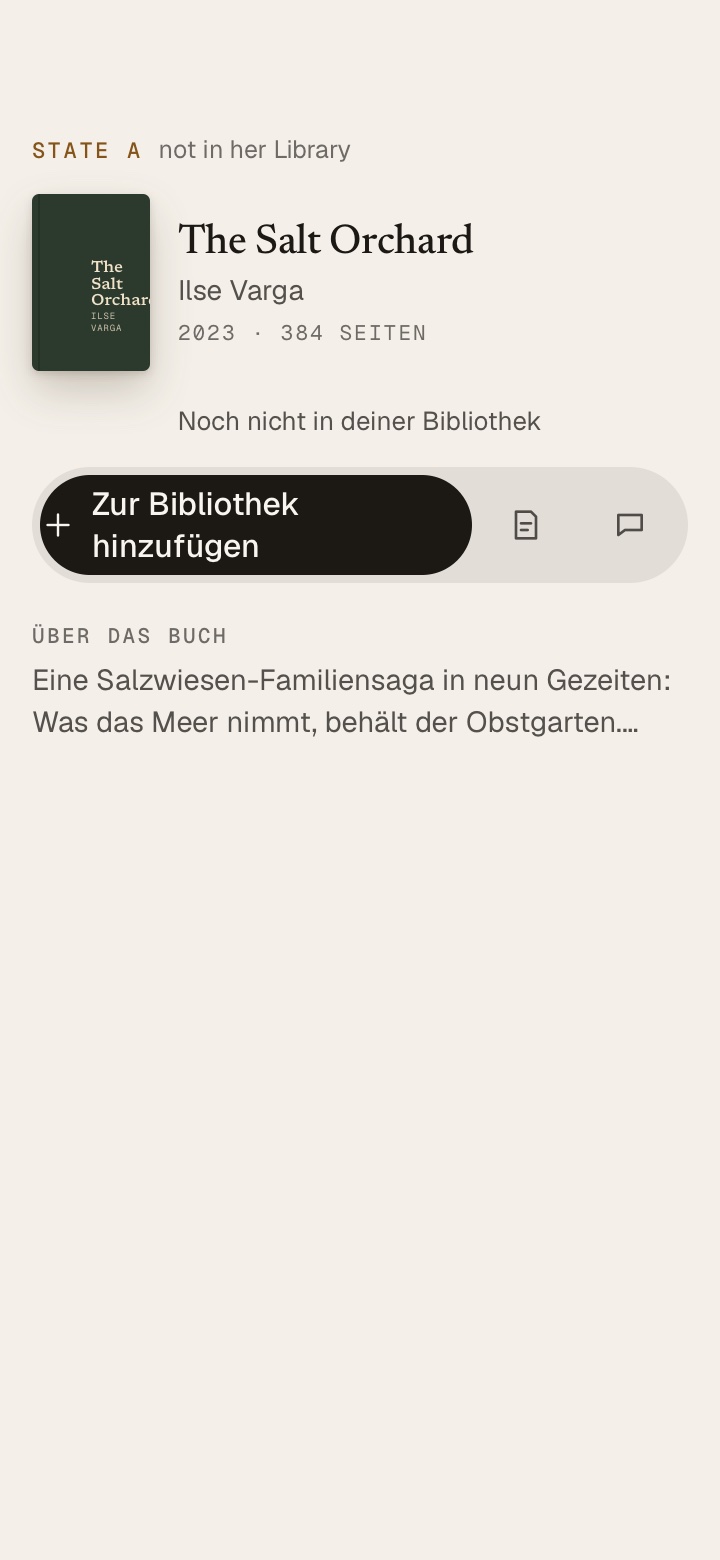 STATE A not in her Library
The
Salt
Orchard
ILSE
VARGA
The Salt Orchard
Ilse Varga
2023 · 384 SEITEN
Noch nicht in deiner Bibliothek
Zur Bibliothek
hinzufügen
ÜBER DAS BUCH
Eine Salzwiesen-Familiensaga in neun Gezeiten:
Was das Meer nimmt, behält der Obstgarten.…